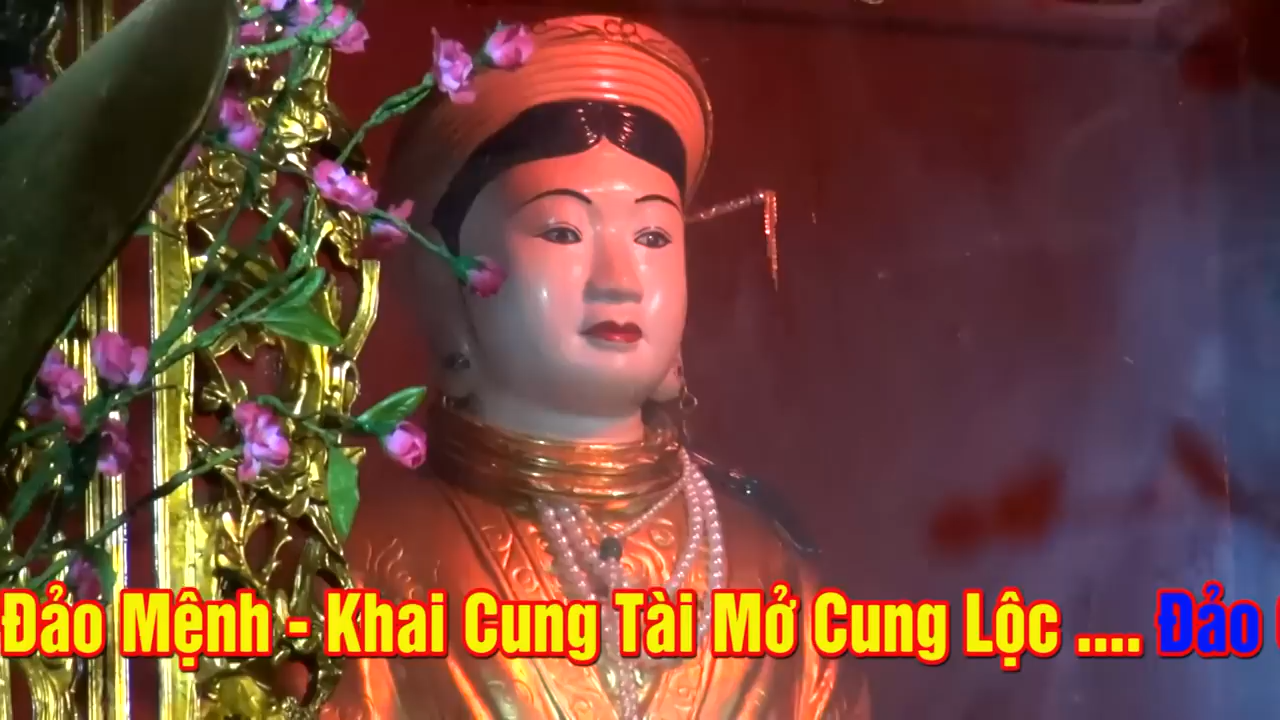 Đảo Mệnh - Khai Cung Tài Mở Cung Lộc .... Đảo